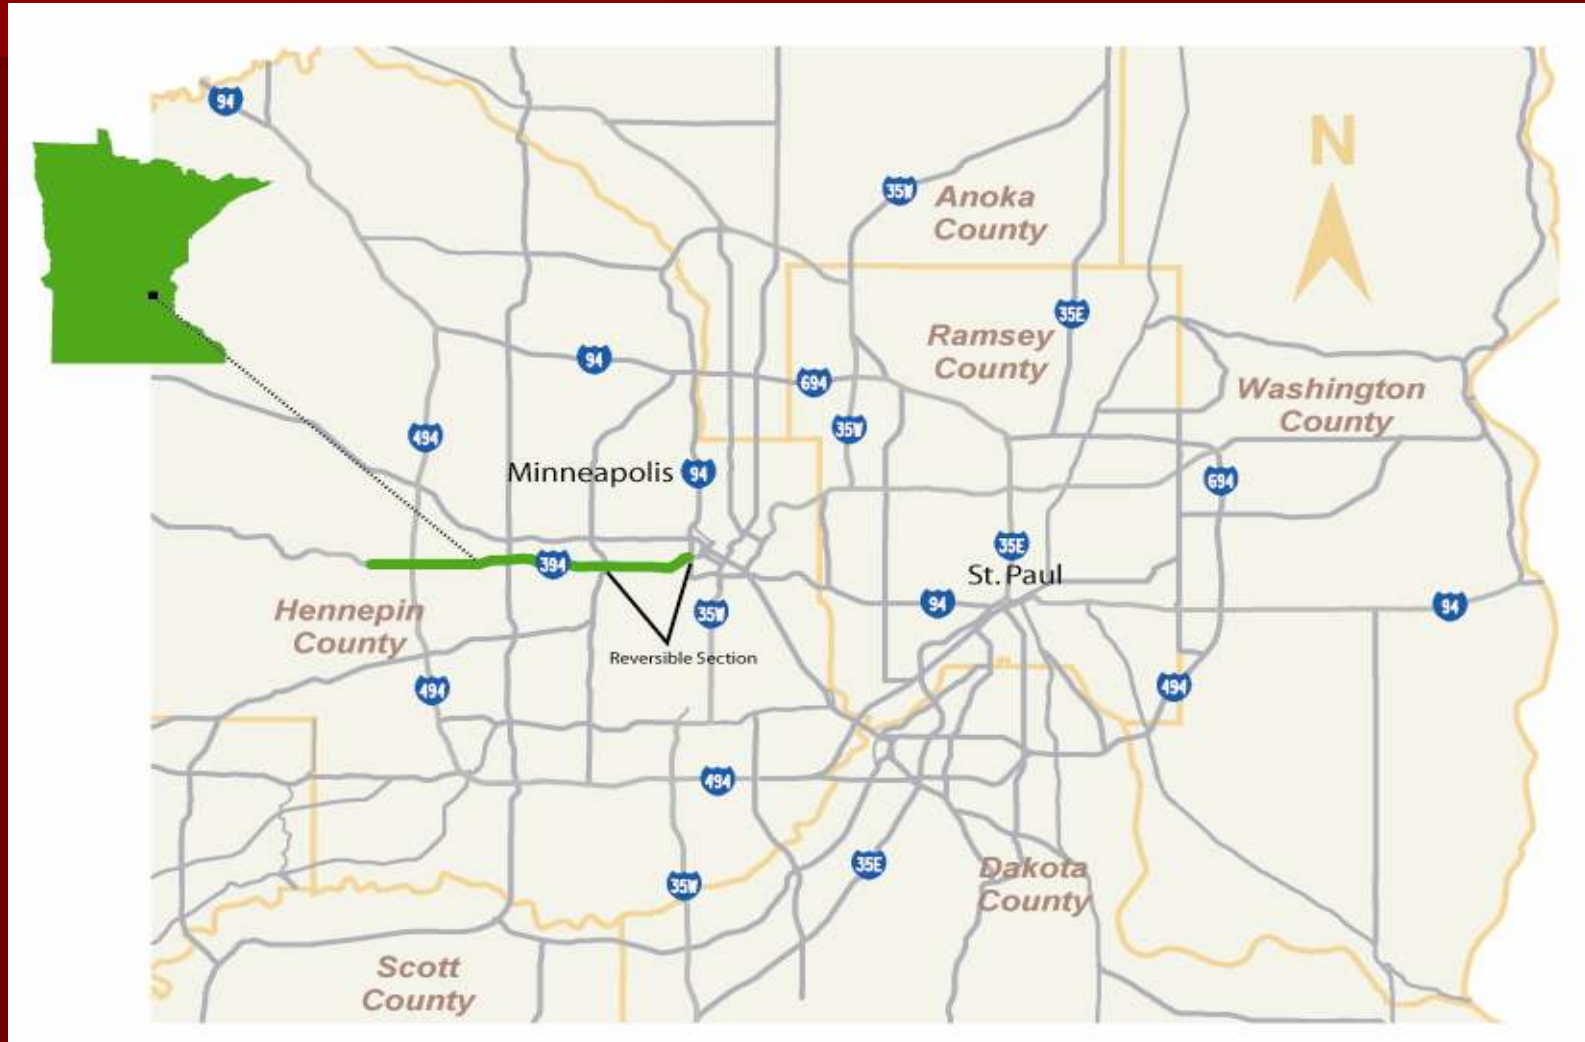 94
N
35W
Anoka
County
35E
Ramsey
County
94
694
Washington
County
35W
494
Minneapolis
94
694
35E
394
St. Paul
94
94
Hennepin
County
35W
Reversible Section
494
494
494
35E
35W
Dakota
County
Scott
County